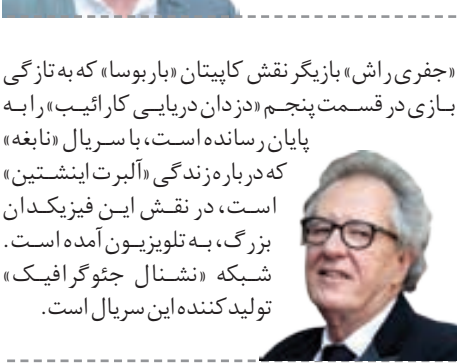 «جفری راش» بازیگر نقش کاپیتان «باربوسا» که به تازگی
بازی در قسمت پنجم «دزدان دریایی کارائیب» را به
پایان رسانده است، با سریال «نابغه»
که درباره زندگی «آلبرت اینشتین»
است، در نقش این فیزیکدان
بزرگ، به تلویزیون آمده است.
شبکه «نشنال جئوگرافیک»
تولیدکننده این سریال است.